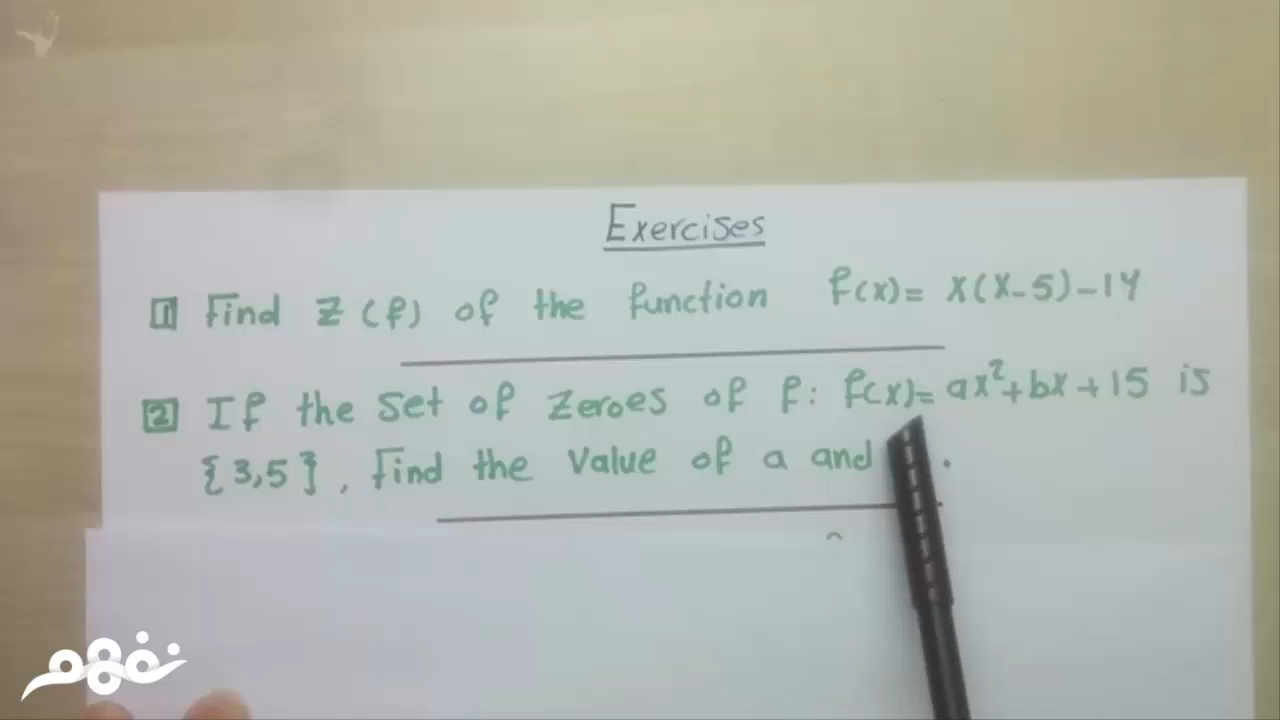 Exercises
1 Find Z (f) of the function f(x)= x(x-5)-14
2 If the set of zeroes of f: f(x)= ax²+bx+15 is
{3,5}, find the value of a and .
نفهم